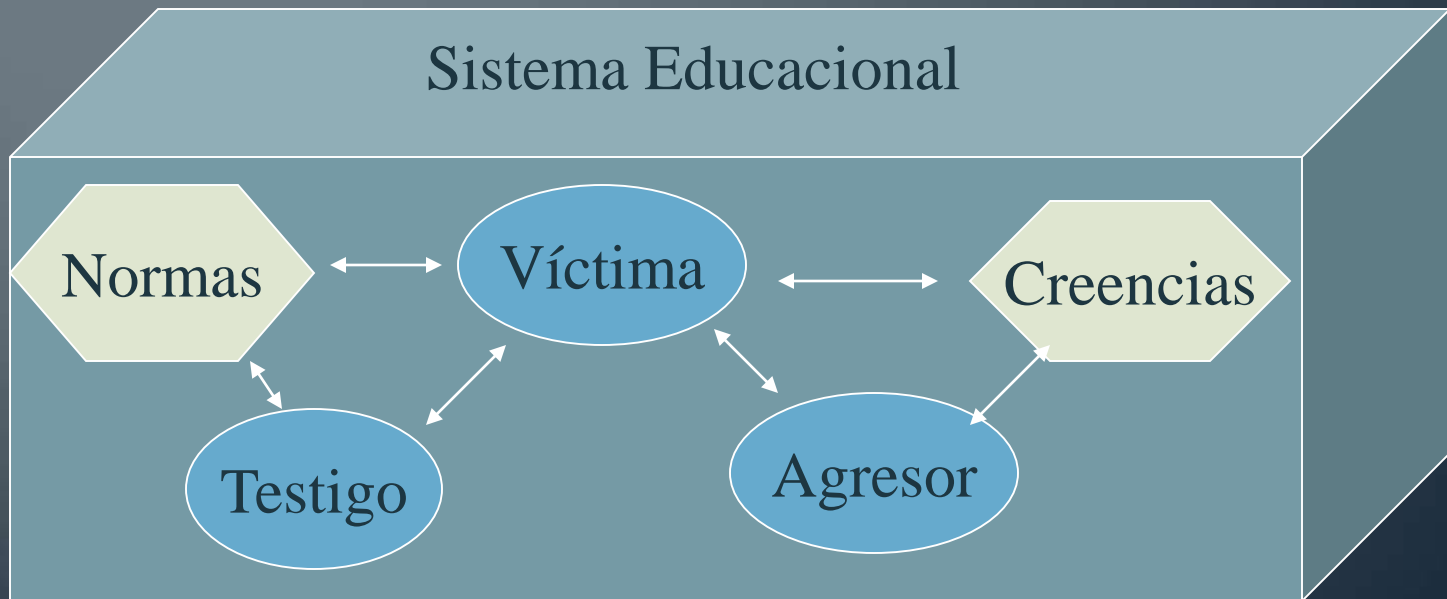 Sistema Educacional
Normas
Víctima
Creencias
Testigo
Agresor